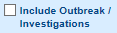 Include Outbreak /
Investigations